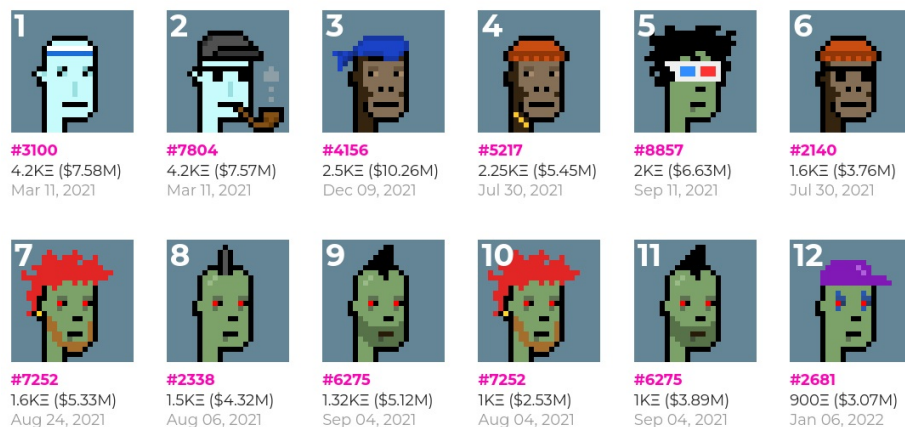 1
#3100
4.2KΞ ($7.58M)
Mar 11, 2021
2
#7804
4.2KΞ ($7.57M)
Mar 11, 2021
3
#4156
2.5KΞ ($10.26M)
Dec 09, 2021
4
#5217
2.25KΞ ($5.45M)
Jul 30, 2021
5
#8857
2KΞ ($6.63M)
Sep 11, 2021
6
#2140
1.6KΞ ($3.76M)
Jul 30, 2021
7
#7252
1.6KΞ ($5.33M)
Aug 24, 2021
8
#2338
1.5KΞ ($4.32M)
Aug 06, 2021
9
#6275
1.32KΞ ($5.12M)
Sep 04, 2021
10
#7252
1KΞ ($2.53M)
Aug 04, 2021
11
#6275
1KΞ ($3.89M)
Sep 04, 2021
12
#2681
900Ξ ($3.07M)
Jan 06, 2022